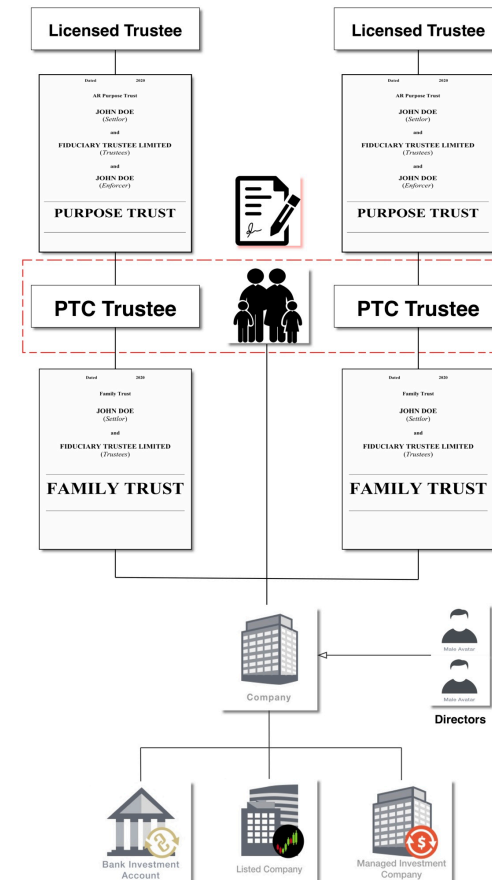 Licensed Trustee
Licensed Trustee
Dated 2020
AR Purpose Trust
JOHN DOE
(Settlor)
and
FIDUCIARY TRUSTEE LIMITED
(Trustees)
and
JOHN DOE
(Enforcer)
PURPOSE TRUST
Dated 2020
AR Purpose Trust
JOHN DOE
(Settlor)
and
FIDUCIARY TRUSTEE LIMITED
(Trustees)
and
JOHN DOE
(Enforcer)
PURPOSE TRUST
PTC Trustee
PTC Trustee
Dated 2020
Family Trust
JOHN DOE
(Settlor)
and
FIDUCIARY TRUSTEE LIMITED
(Trustees)
FAMILY TRUST
Dated 2020
Family Trust
JOHN DOE
(Settlor)
and
FIDUCIARY TRUSTEE LIMITED
(Trustees)
FAMILY TRUST
Company
Male Avatar
Male Avatar
Directors
Bank Investment
Account
Listed Company
Managed Investment
Company